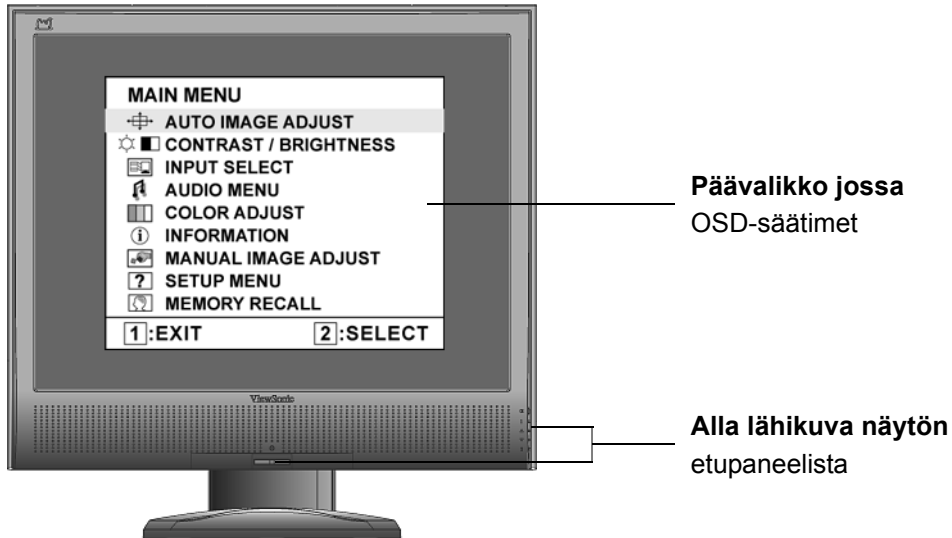 MAIN MENU
AUTO IMAGE ADJUST
CONTRAST / BRIGHTNESS
INPUT SELECT
AUDIO MENU
COLOR ADJUST
INFORMATION
MANUAL IMAGE ADJUST
SETUP MENU
MEMORY RECALL
1:EXIT 2:SELECT
ViewSonic
Päävalikko jossa
OSD-säätimet
Alla lähikuva näytön
etupaneelista